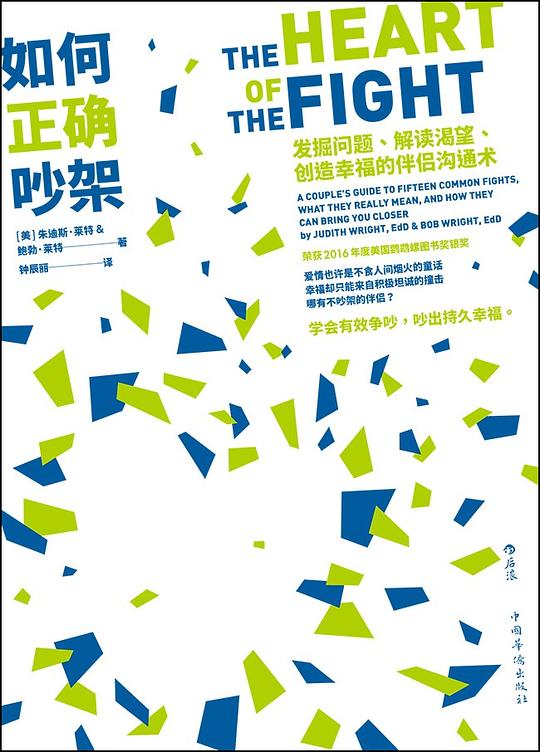 如何
正确
吵架
[美] 朱迪斯·莱特 &
鲍勃·莱特 著
钟辰丽 译
THE HEART
OF
THE FIGHT
发掘问题、解读渴望、
创造幸福的伴侣沟通术
A COUPLE'S GUIDE TO FIFTEEN COMMON FIGHTS,
WHAT THEY REALLY MEAN, AND HOW THEY
CAN BRING YOU CLOSER
by JUDITH WRIGHT, EdD & BOB WRIGHT, EdD
荣获2016年度美国鹦鹉螺图书奖银奖
爱情也许是不食人间烟火的童话
幸福却只能来自积极坦诚的撞击
哪有不吵架的伴侣？
学会有效争吵，吵出持久幸福。
后浪
中国华侨出版社